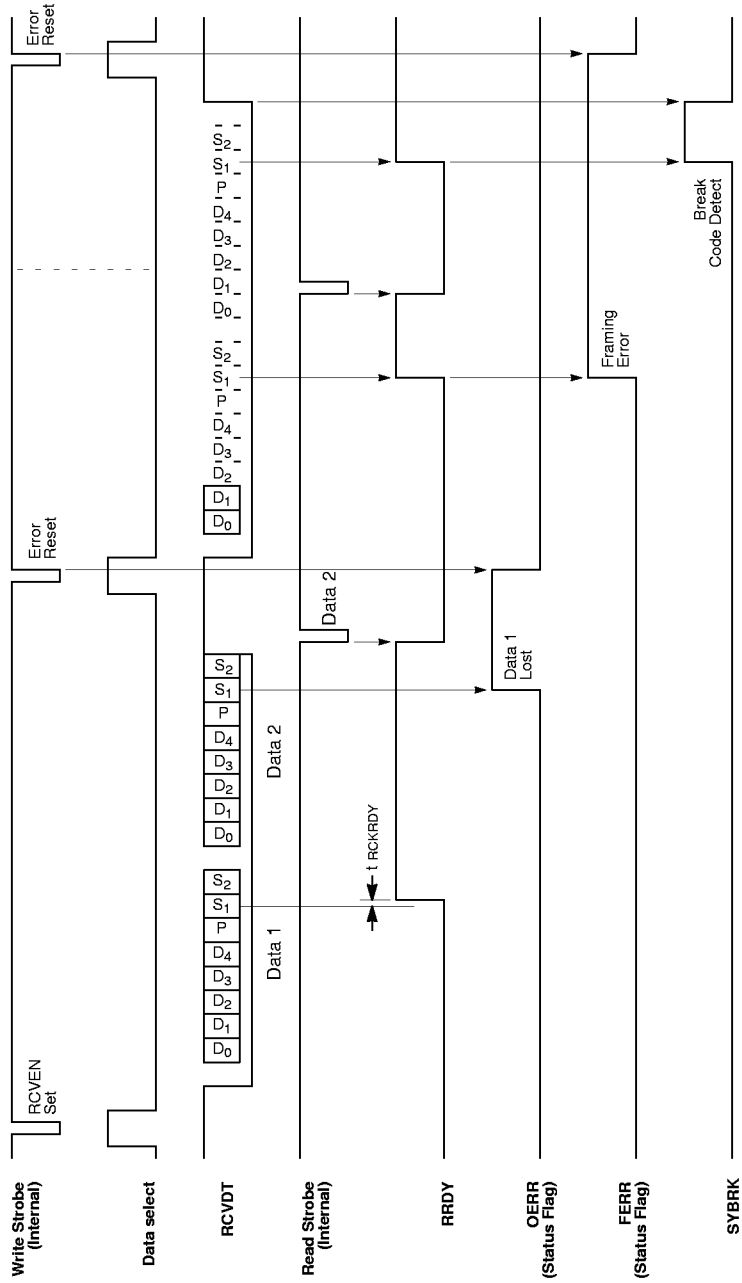 Write Strobe
(Internal)
RCVEN
Set
Error
Reset
Error
Reset
Data select
RCVDT
D0 D1 D2 D3 D4 P S1 S2 D0 D1 D2 D3 D4 P S1 S2 D0 D1 D2 D3 D4 P S1 S2 D0 D1 D2 D3 D4 P S1 S2
Data 1
Data 2
Read Strobe
(Internal)
Data 2
t RCKRDY
RRDY
OERR
(Status Flag)
Data 1
Lost
FERR
(Status Flag)
Framing
Error
SYBRK
Break
Code Detect